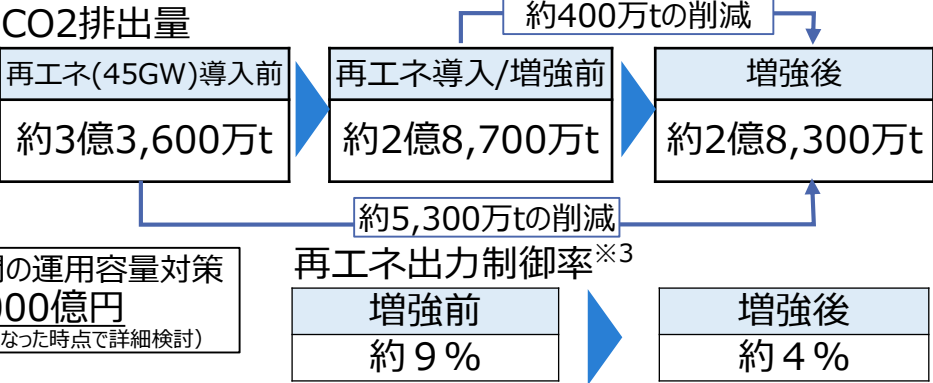 約400万tの削減
CO2排出量
再エネ(45GW)導入前
再エネ導入/増強前
増強後
約3億3,600万t
約2億8,700万t
約2億8,300万t
約5,300万tの削減
の運用容量対策
000億円
なった時点で詳細検討）
再エネ出力制御率※3
増強前
増強後
約９%
約４%